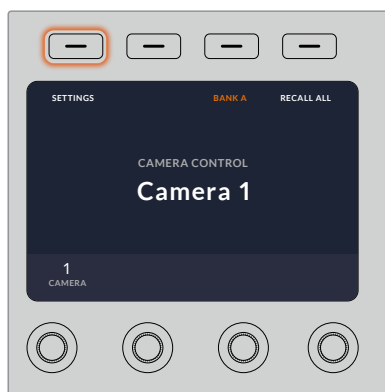 SETTINGS BANK A RECALL ALL
CAMERA CONTROL
Camera 1
1
CAMERA